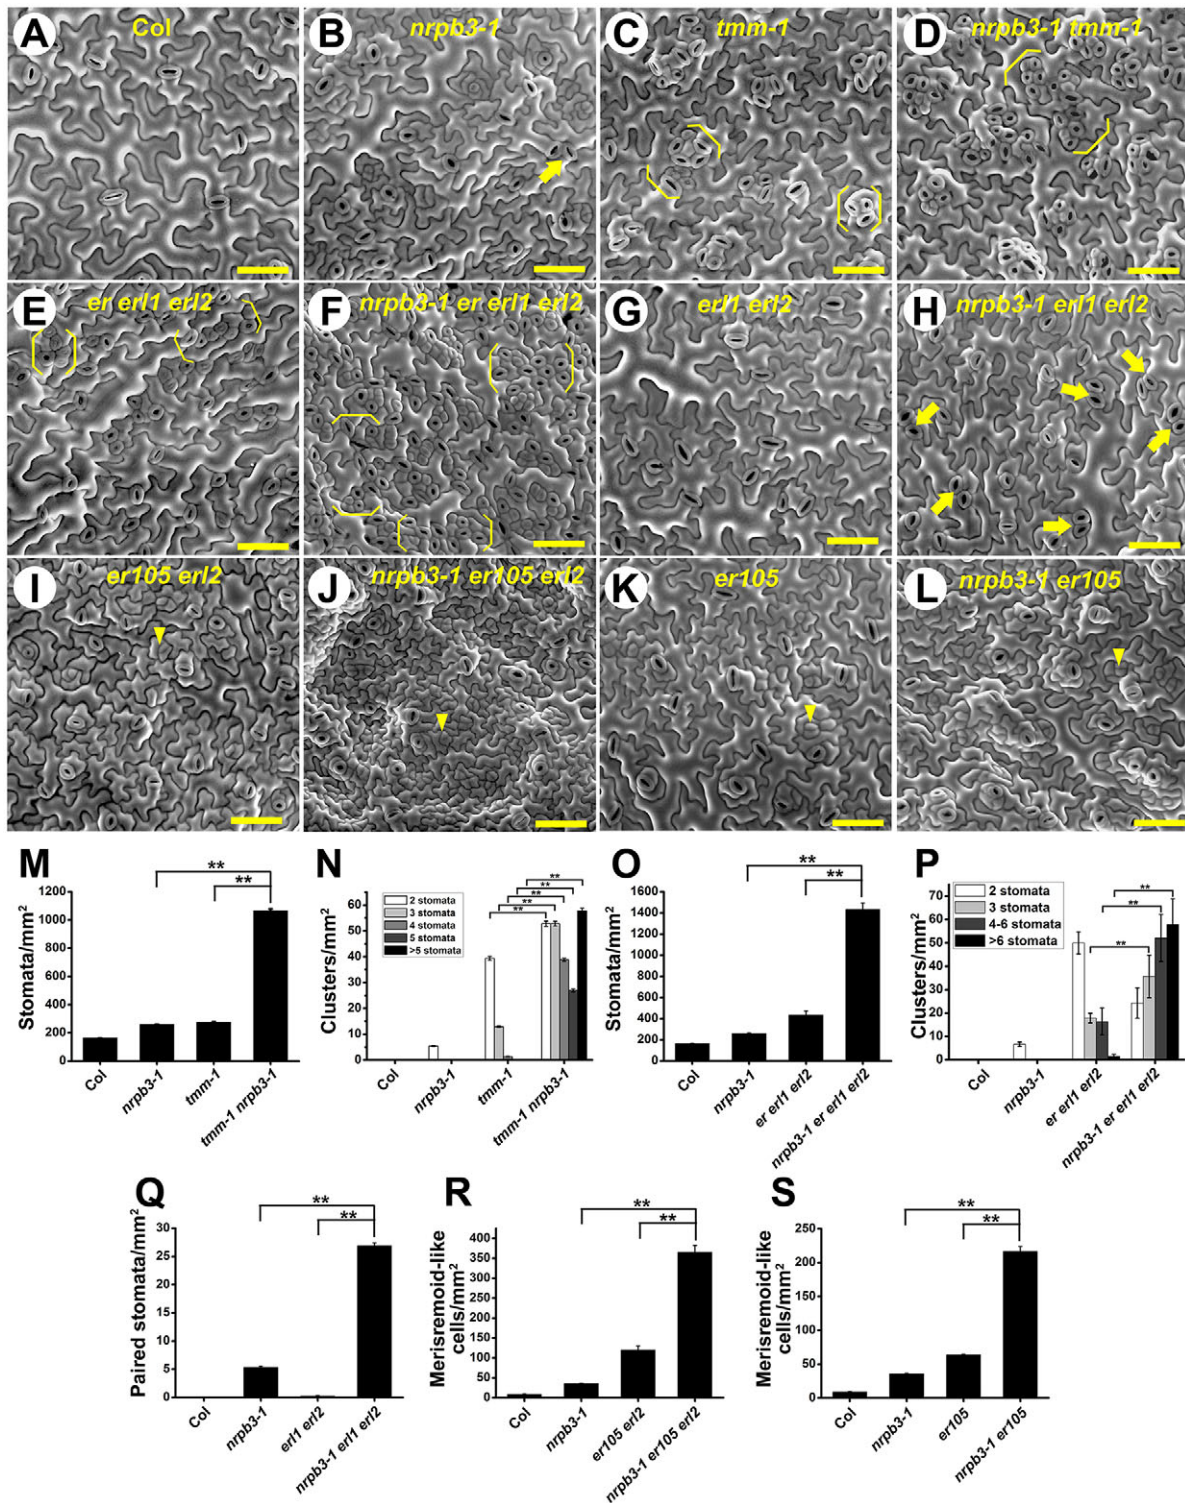 A Col
B nrpb3-1
C tmm-1
D nrpb3-1 tmm-1
E er erl1 erl2
F nrpb3-1 er erl1 erl2
G erl1 erl2
H nrpb3-1 erl1 erl2
I er105 erl2
J nrpb3-1 er105 erl2
K er105
L nrpb3-1 er105
M
Stomata/mm²
1200
1000
800
600
400
200
0
** 
**
Col
nrpb3-1
tmm-1
tmm-1 nrpb3-1
N
Clusters/mm²
60
50
40
30
20
10
0
2 stomata
3 stomata
4 stomata
5 stomata
>5 stomata
**
**
**
**
**
Col
nrpb3-1
tmm-1
tmm-1 nrpb3-1
O
Stomata/mm²
1600
1400
1200
1000
800
600
400
200
0
**
**
Col
nrpb3-1
er erl1 erl2
nrpb3-1 er erl1 erl2
P
Clusters/mm²
70
60
50
40
30
20
10
0
2 stomata
3 stomata
4-6 stomata
>6 stomata
**
**
**
Col
nrpb3-1
er erl1 erl2
nrpb3-1 er erl1 erl2
Q
Paired stomata/mm²
30
25
20
15
10
5
0
**
**
Col
nrpb3-1
erl1 erl2
nrpb3-1 erl1 erl2
R
Merisremoid-like
cells/mm²
400
350
300
250
200
150
100
50
0
**
**
Col
nrpb3-1
er105 erl2
nrpb3-1 er105 erl2
S
Merisremoid-like
cells/mm²
250
200
150
100
50
0
**
**
Col
nrpb3-1
er105
nrpb3-1 er105